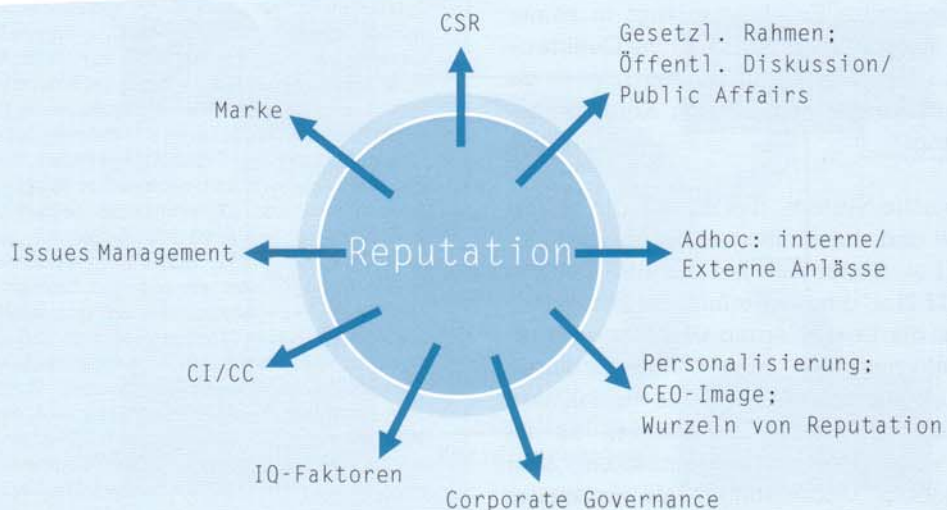 CSR
Gesetzl. Rahmen;
Öffentl. Diskussion/
Public Affairs
Marke
Issues Management
Reputation
Adhoc: interne/
Externe Anlässe
CI/CC
Personalisierung;
CEO-Image;
Wurzeln von Reputation
IQ-Faktoren
Corporate Governance